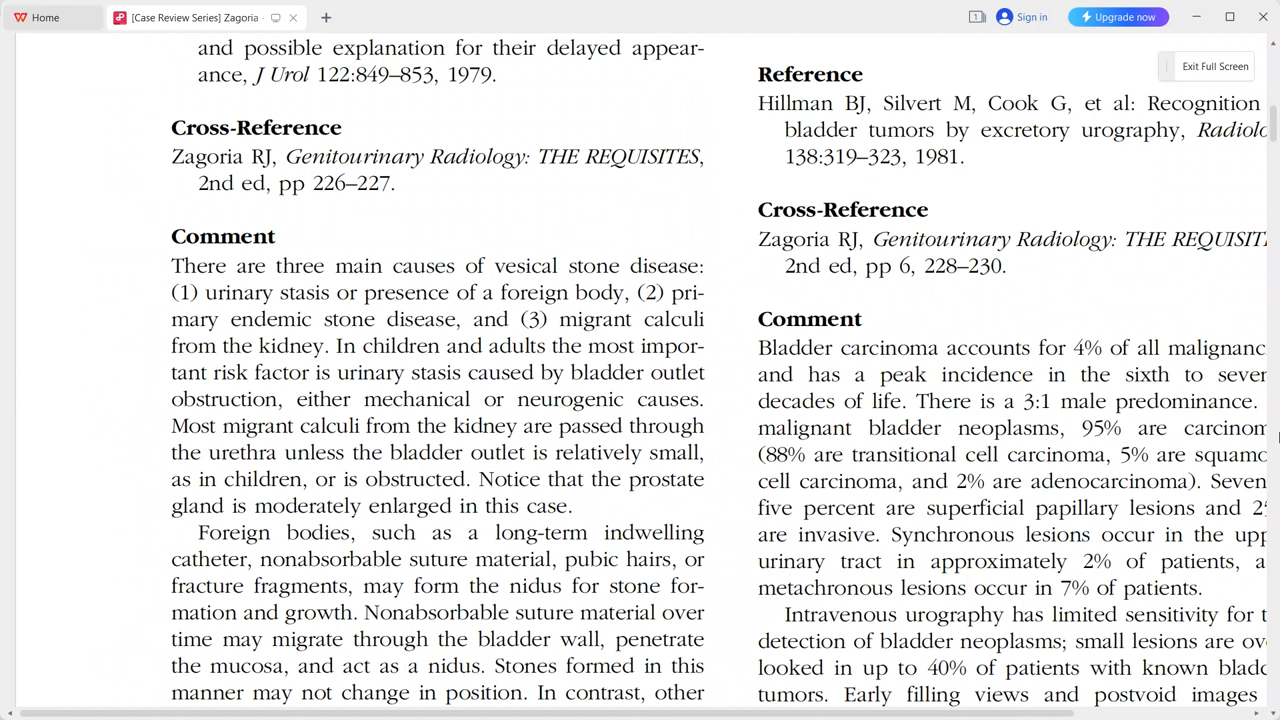 Home
[Case Review Series] Zagoria
Sign in
Upgrade now
Exit Full Screen
and possible explanation for their delayed appear-
ance, J Urol 122:849–853, 1979.
Cross-Reference
Zagoria RJ, Genitourinary Radiology: THE REQUISITES,
2nd ed, pp 226–227.
Comment
There are three main causes of vesical stone disease:
(1) urinary stasis or presence of a foreign body, (2) pri-
mary endemic stone disease, and (3) migrant calculi
from the kidney. In children and adults the most impor-
tant risk factor is urinary stasis caused by bladder outlet
obstruction, either mechanical or neurogenic causes.
Most migrant calculi from the kidney are passed through
the urethra unless the bladder outlet is relatively small,
as in children, or is obstructed. Notice that the prostate
gland is moderately enlarged in this case.
Foreign bodies, such as a long-term indwelling
catheter, nonabsorbable suture material, pubic hairs, or
fracture fragments, may form the nidus for stone for-
mation and growth. Nonabsorbable suture material over
time may migrate through the bladder wall, penetrate
the mucosa, and act as a nidus. Stones formed in this
manner may not change in position. In contrast, other
Reference
Hillman BJ, Silvert M, Cook G, et al: Recognition
bladder tumors by excretory urography, Radiolo
138:319–323, 1981.
Cross-Reference
Zagoria RJ, Genitourinary Radiology: THE REQUISIT
2nd ed, pp 6, 228–230.
Comment
Bladder carcinoma accounts for 4% of all malignanc
and has a peak incidence in the sixth to seven
decades of life. There is a 3:1 male predominance.
malignant bladder neoplasms, 95% are carcinom
(88% are transitional cell carcinoma, 5% are squamo
cell carcinoma, and 2% are adenocarcinoma). Seven
five percent are superficial papillary lesions and 25
are invasive. Synchronous lesions occur in the upp
urinary tract in approximately 2% of patients, a
metachronous lesions occur in 7% of patients.
Intravenous urography has limited sensitivity for t
detection of bladder neoplasms; small lesions are ove
looked in up to 40% of patients with known bladd
tumors. Early filling views and postvoid images